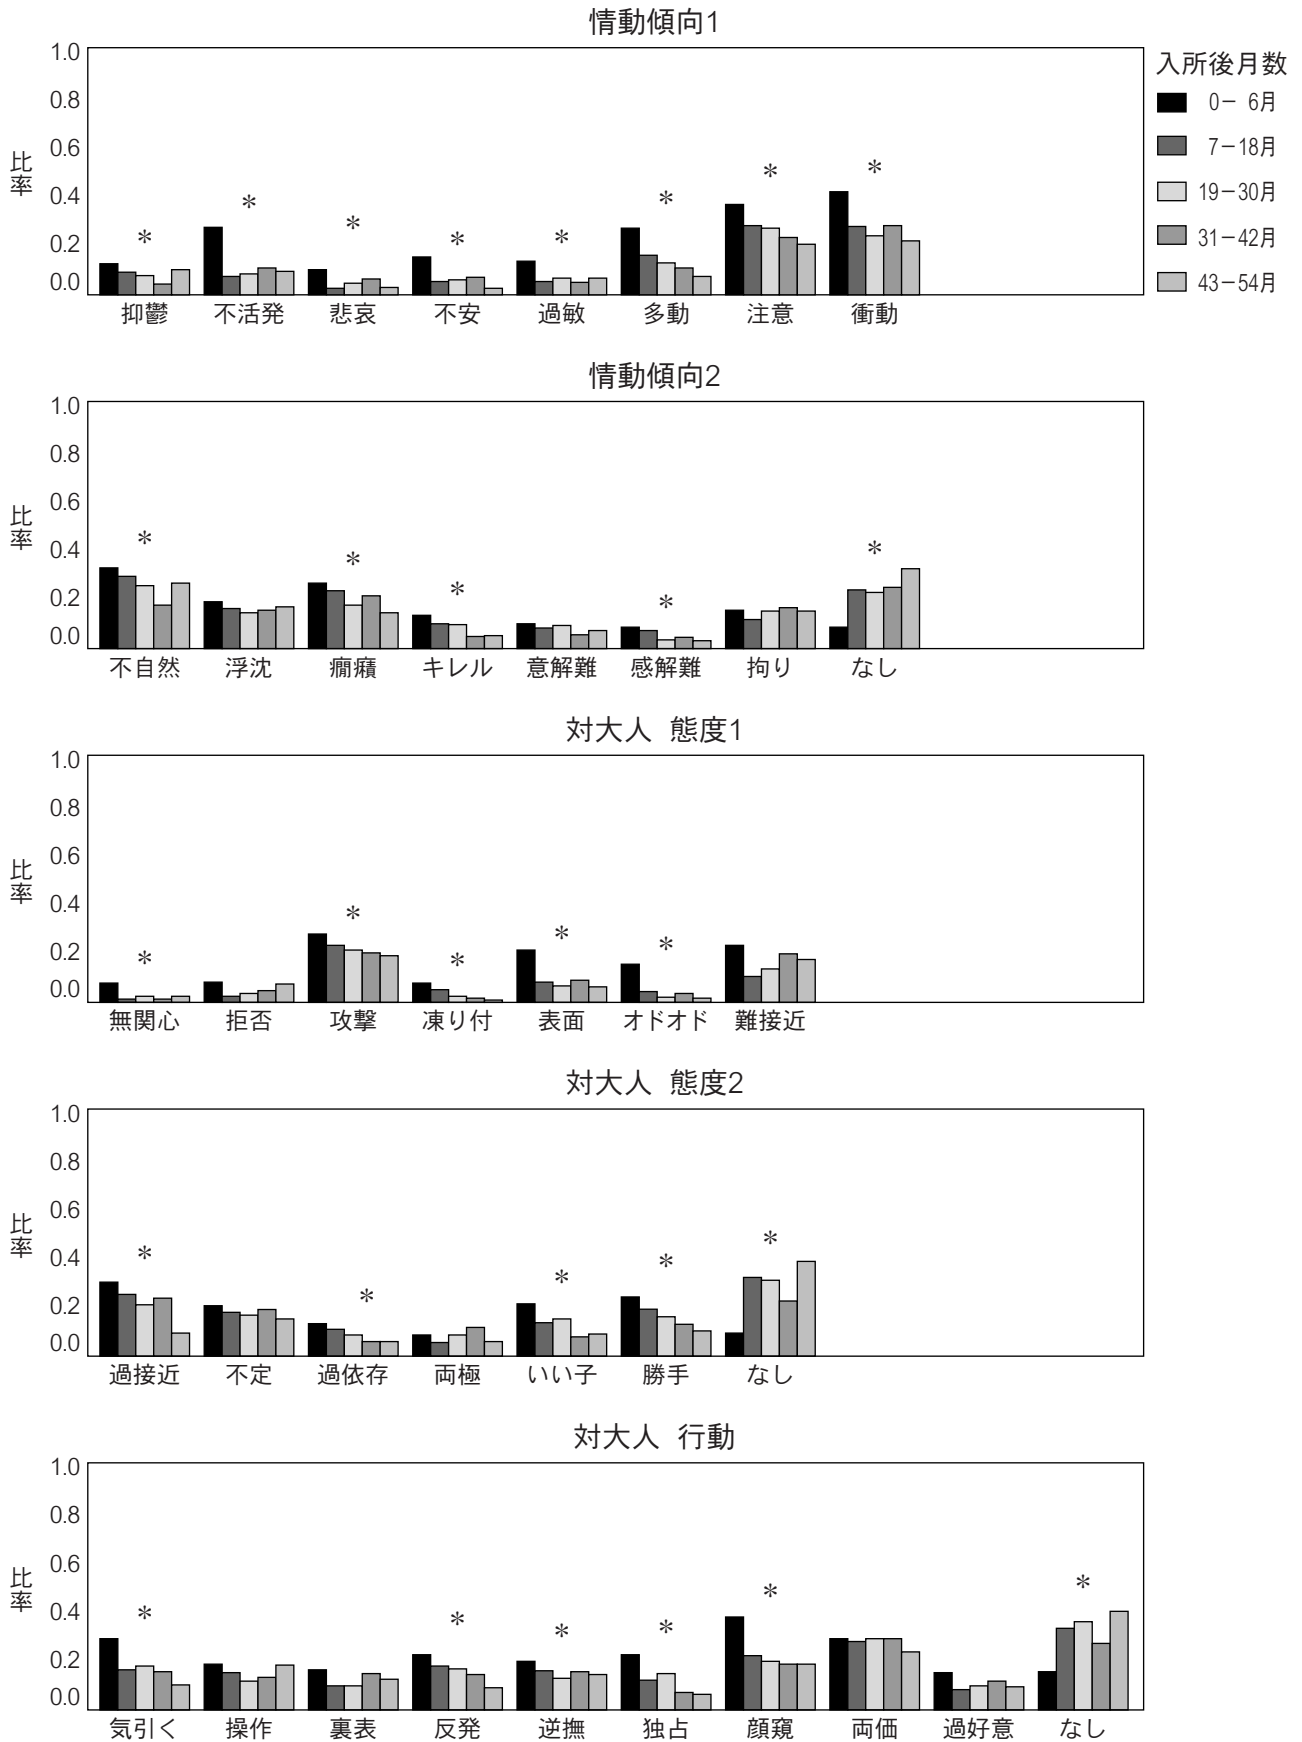 情動傾向1
入所後月数
0－ 6月
7－18月
19－30月
31－42月
43－54月
比率
1.0
0.8
0.6
0.4
0.2
0.0
* * * * * * * *
抑鬱 不活発 悲哀 不安 過敏 多動 注意 衝動
情動傾向2
比率
1.0
0.8
0.6
0.4
0.2
0.0
* * * * *
不自然 浮沈 癇癪 キレル 意解難 感解難 拘り なし
対大人 態度1
比率
1.0
0.8
0.6
0.4
0.2
0.0
* * * * *
無関心 拒否 攻撃 凍り付 表面 オドオド 難接近
対大人 態度2
比率
1.0
0.8
0.6
0.4
0.2
0.0
* * * * *
過接近 不定 過依存 両極 いい子 勝手 なし
対大人 行動
比率
1.0
0.8
0.6
0.4
0.2
0.0
* * * * * *
気引く 操作 裏表 反発 逆撫 独占 顔窺 両価 過好意 なし